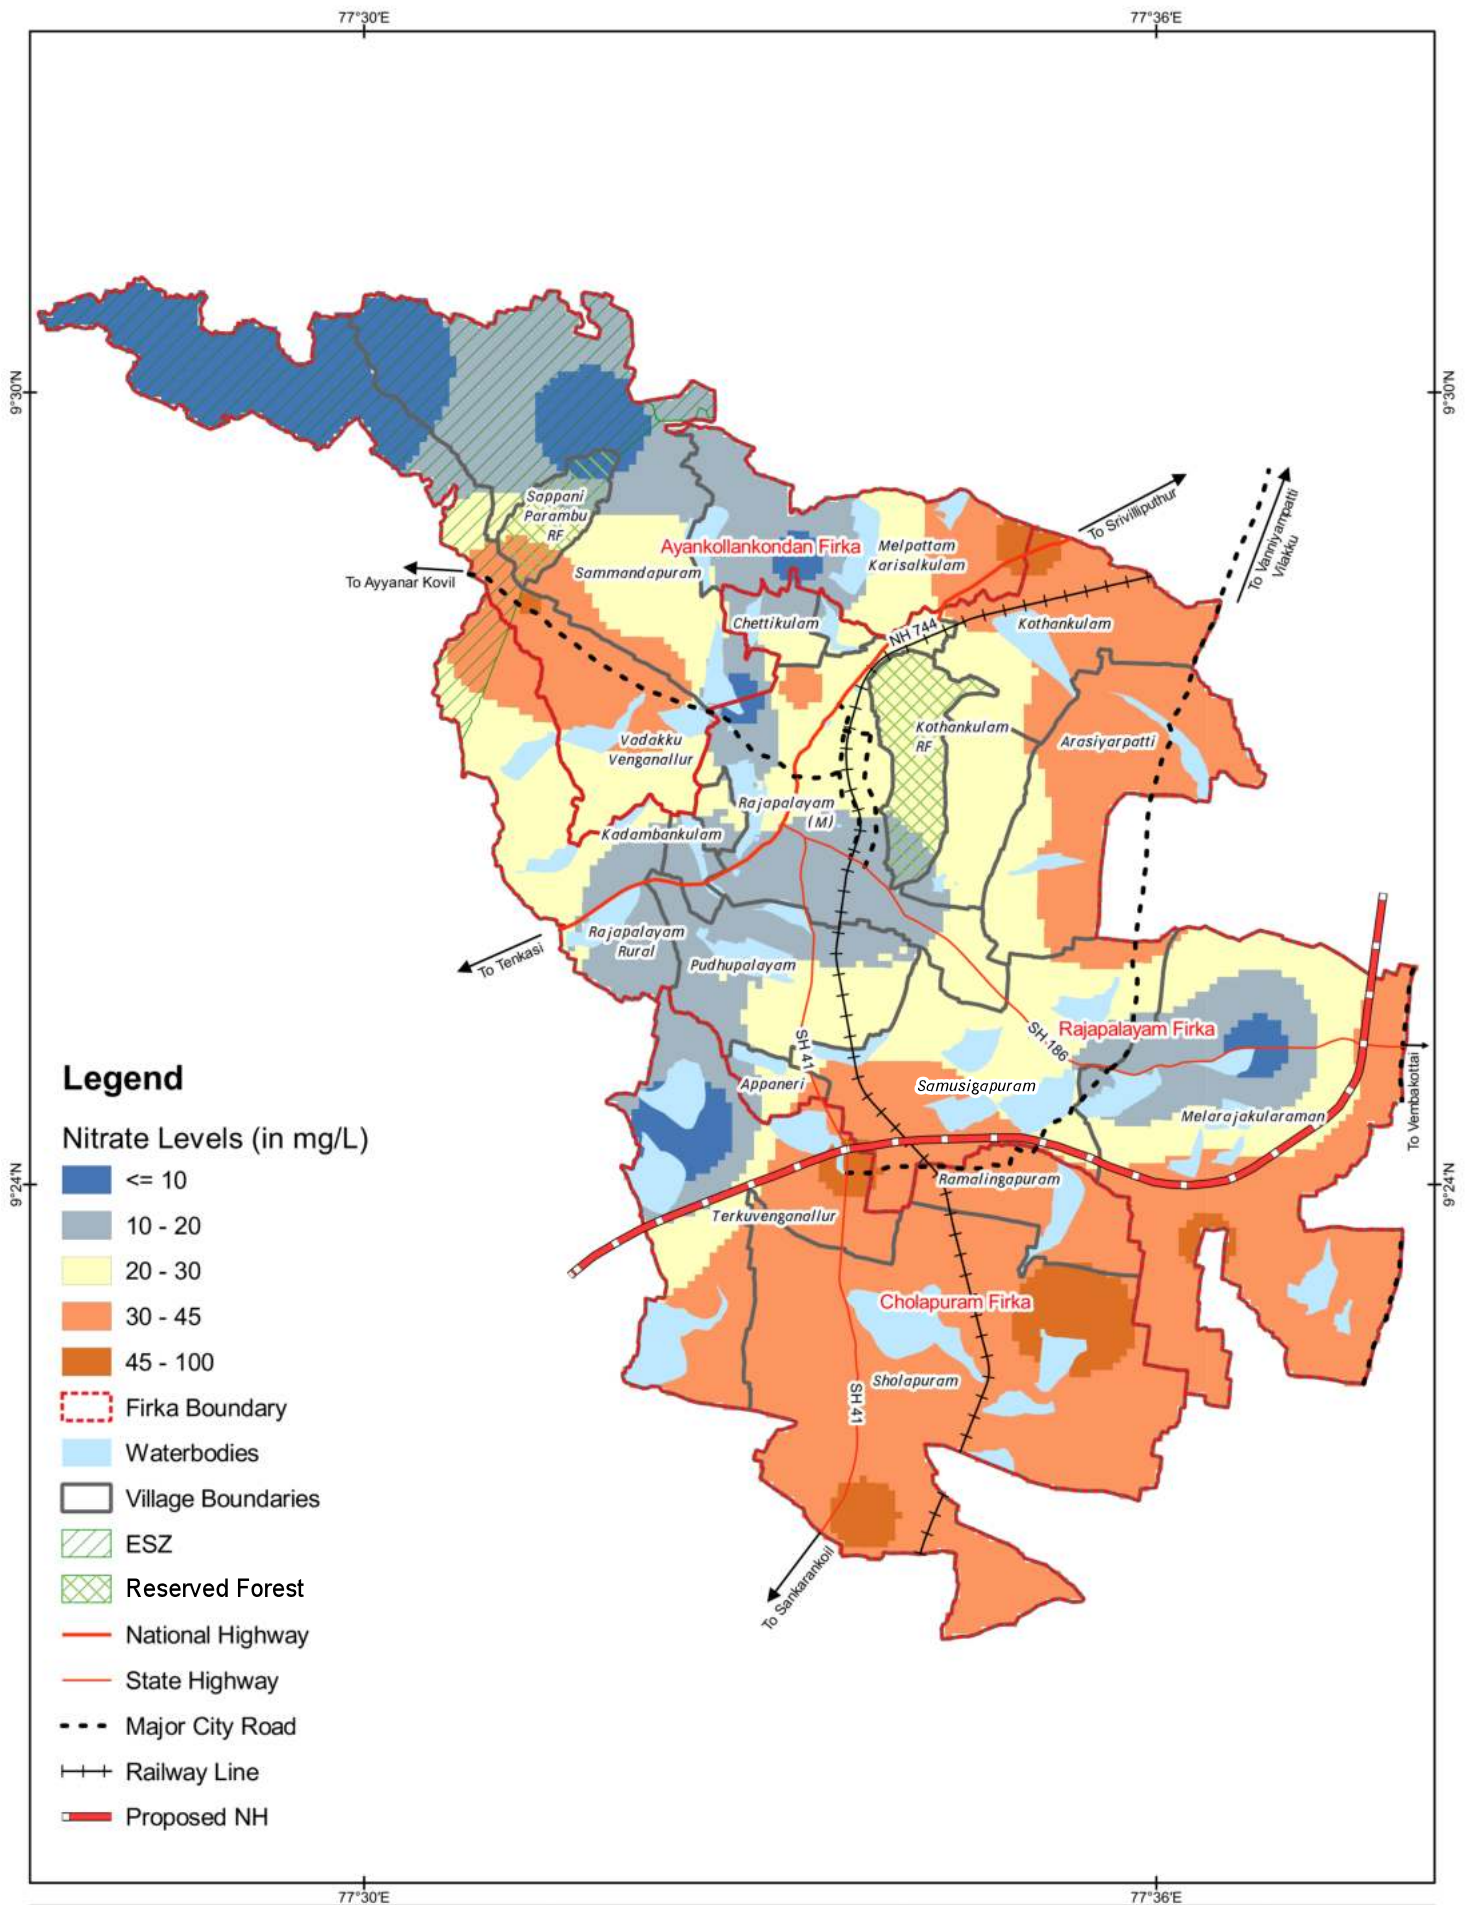 77°30'E
77°36'E
9°30'N
9°30'N
Sappani
Parambu
RF
To Srivilliputhur
To Vanniyampatti
Vilakku
Ayankollankondan Firka
Melpattam
Karisalkulam
To Ayyanar Kovil
Sammandapuram
Chettikulam
NH 744
Kothankulam
Vadakku
Venganallur
Kothankulam
RF
Arasiyarpatti
Rajapalayam
(M)
Kadambankulam
Rajapalayam
Rural
To Tenkasi
Pudhupalayam
SH 41
SH 186
Rajapalayam Firka
Appaneri
Samusigapuram
Melarajakularaman
To Vembakottai
9°24'N
9°24'N
Ramalingapuram
Terkuvenganallur
Cholapuram Firka
Sholapuram
SH 41
To Sankarankoil
Legend
Nitrate Levels (in mg/L)
<= 10
10 - 20
20 - 30
30 - 45
45 - 100
Firka Boundary
Waterbodies
Village Boundaries
ESZ
Reserved Forest
National Highway
State Highway
Major City Road
Railway Line
Proposed NH
77°30'E
77°36'E